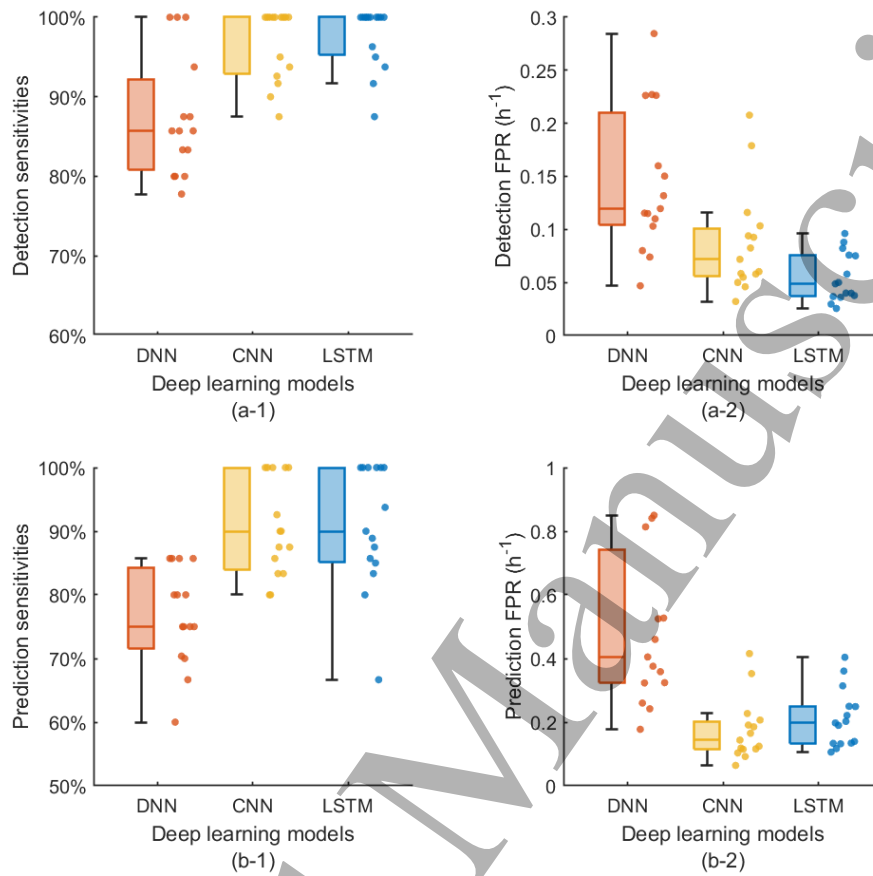 100%
90%
80%
70%
60%
Detection sensitivities
DNN
CNN
LSTM
Deep learning models
(a-1)
0.3
0.25
0.2
0.15
0.1
0.05
0
Detection FPR (h⁻¹)
DNN
CNN
LSTM
Deep learning models
(a-2)
100%
90%
80%
70%
60%
50%
Prediction sensitivities
DNN
CNN
LSTM
Deep learning models
(b-1)
1
0.8
0.6
0.4
0.2
0
Prediction FPR (h⁻¹)
DNN
CNN
LSTM
Deep learning models
(b-2)
Manusc